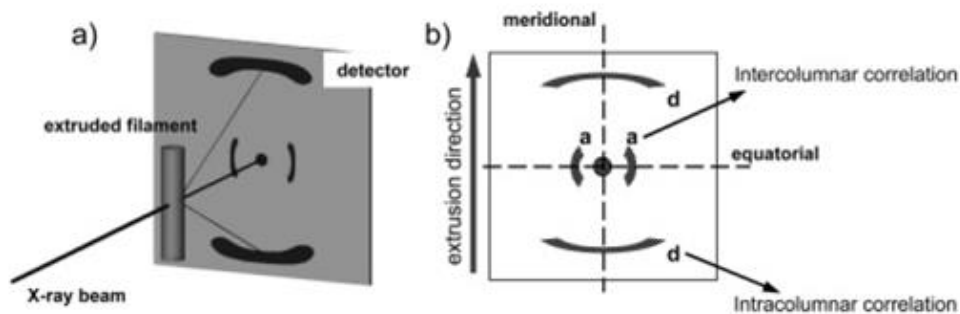 a)
detector
extruded filament
X-ray beam
b)
meridional
extrusion direction
Intercolumnar correlation
d
a a
equatorial
d
Intracolumnar correlation